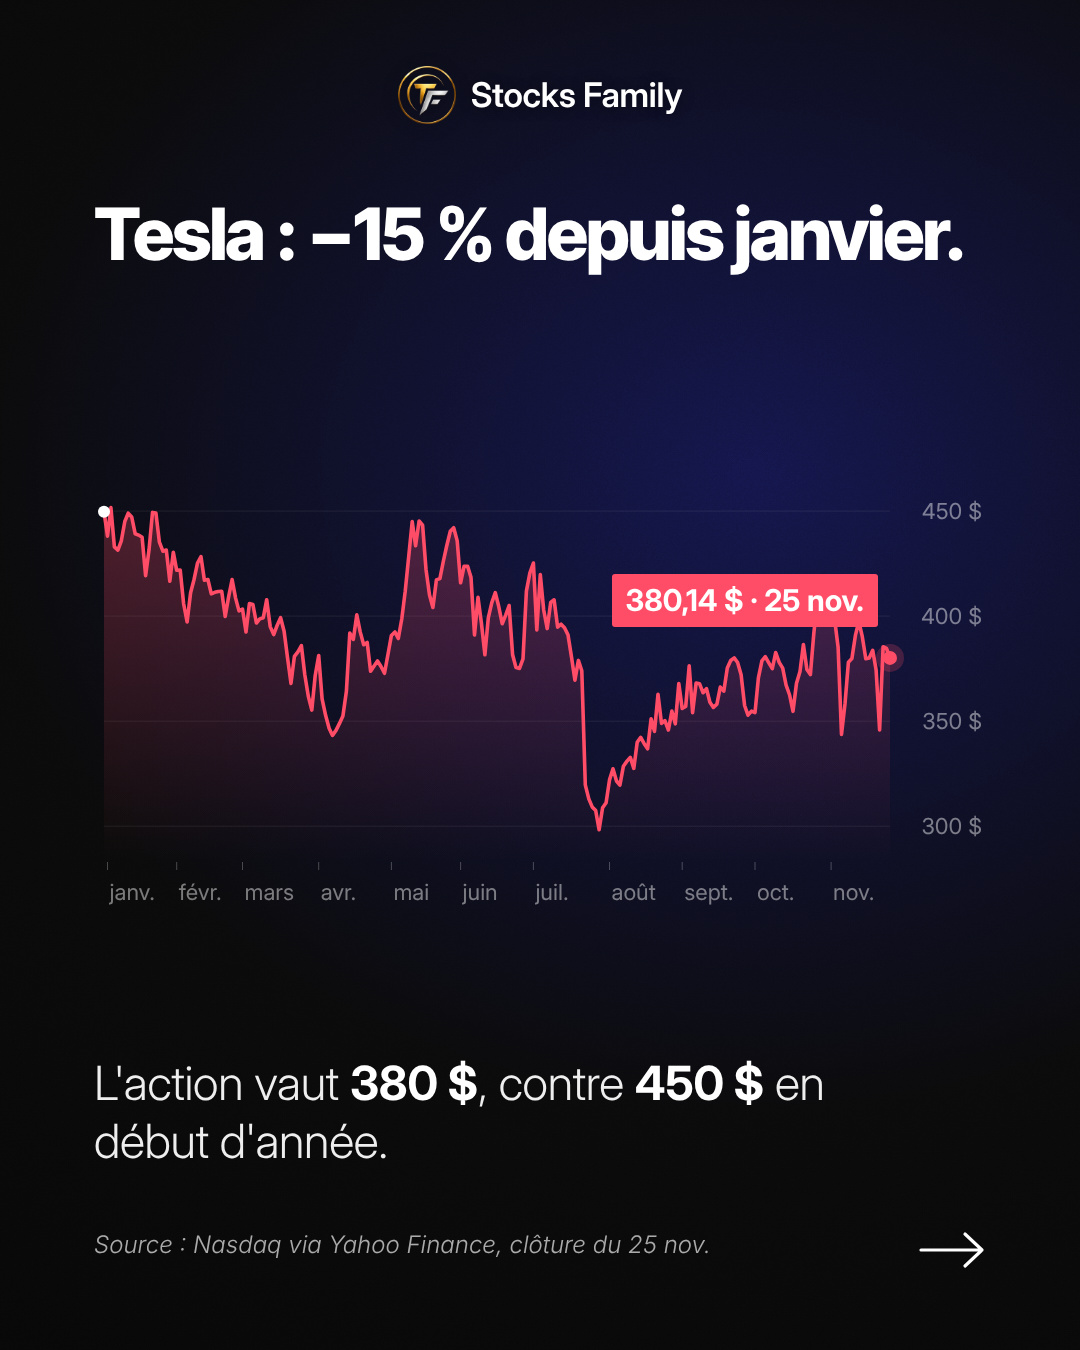 TF Stocks Family
Tesla : –15 % depuis janvier.
450 $
380,14 $ · 25 nov.
400 $
350 $
300 $
janv. févr. mars avr. mai juin juil. août sept. oct. nov.
L'action vaut 380 $, contre 450 $ en
début d'année.
Source : Nasdaq via Yahoo Finance, clôture du 25 nov.